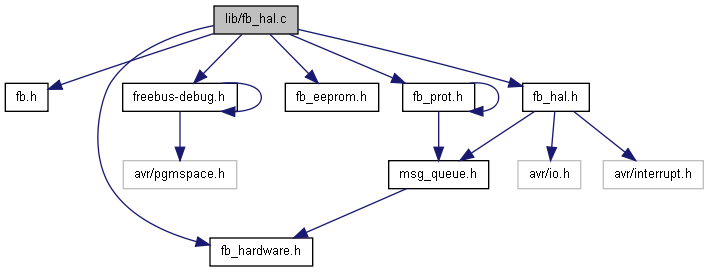 lib/fb_hal.c
fb.h
freebus-debug.h
fb_eeprom.h
fb_prot.h
fb_hal.h
avr/pgmspace.h
msg_queue.h
avr/io.h
avr/interrupt.h
fb_hardware.h